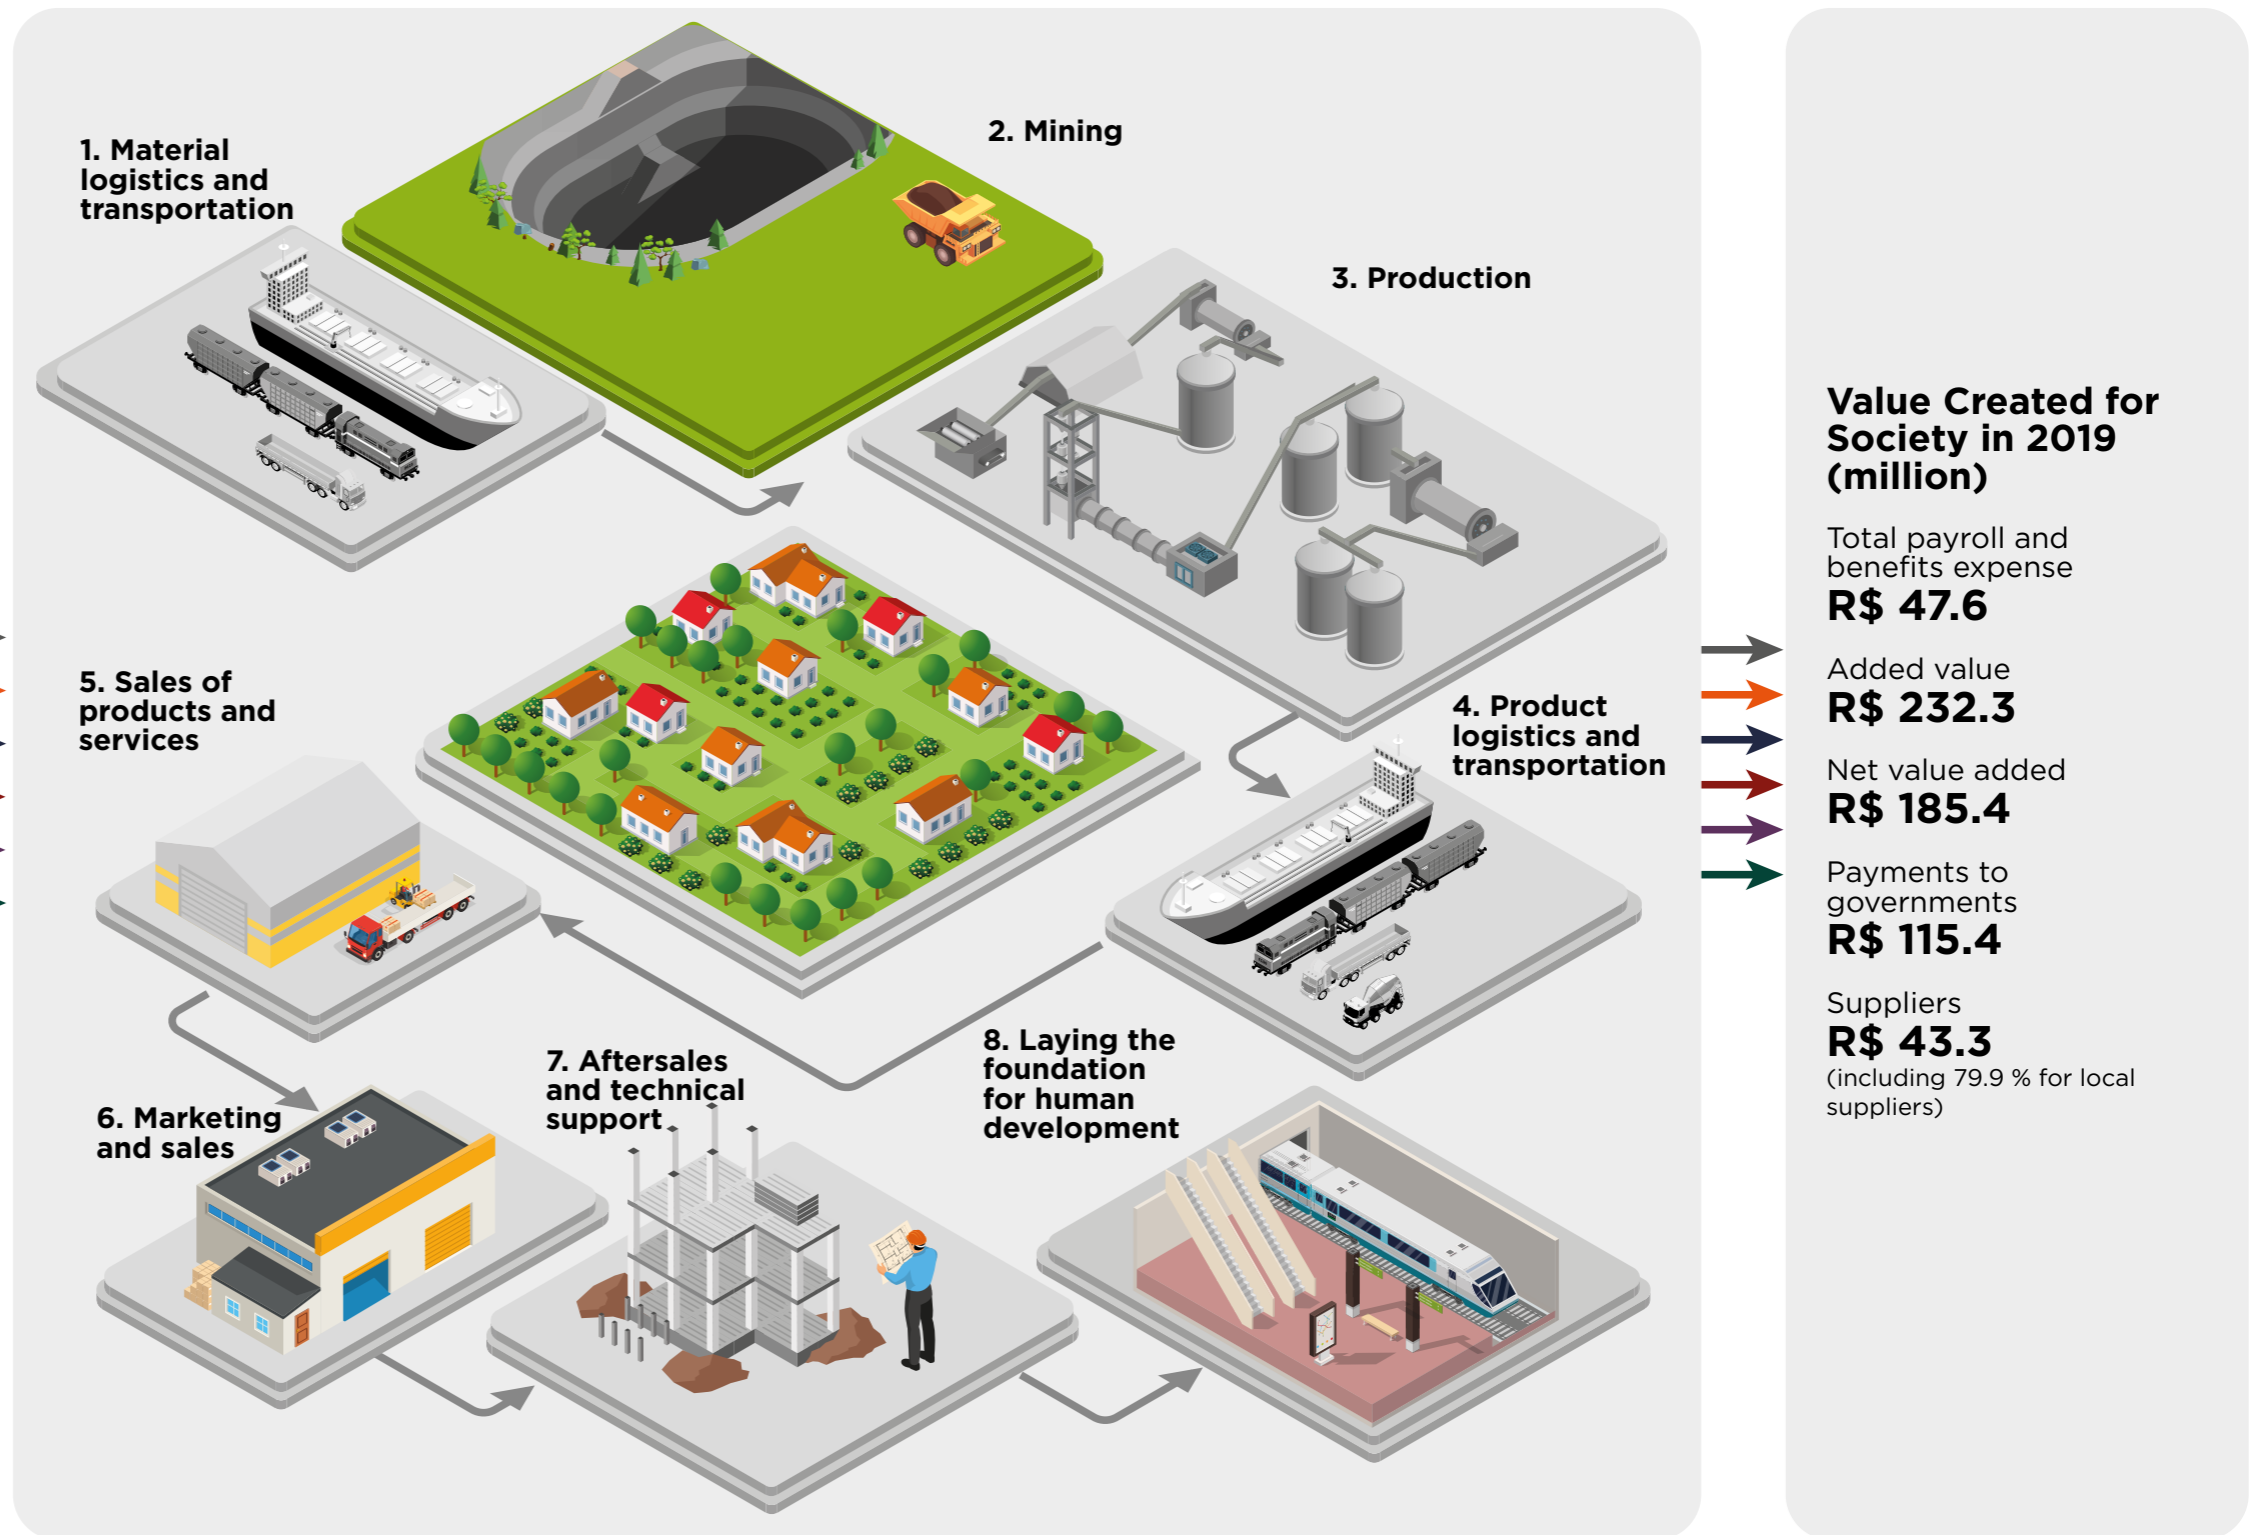 1. Material
logistics and
transportation
2. Mining
3. Production
4. Product
logistics and
transportation
5. Sales of
products and
services
6. Marketing
and sales
7. Aftersales
and technical
support
8. Laying the
foundation
for human
development
Value Created for
Society in 2019
(million)
Total payroll and
benefits expense
R$ 47.6
Added value
R$ 232.3
Net value added
R$ 185.4
Payments to
governments
R$ 115.4
Suppliers
R$ 43.3
(including 79.9 % for local
suppliers)